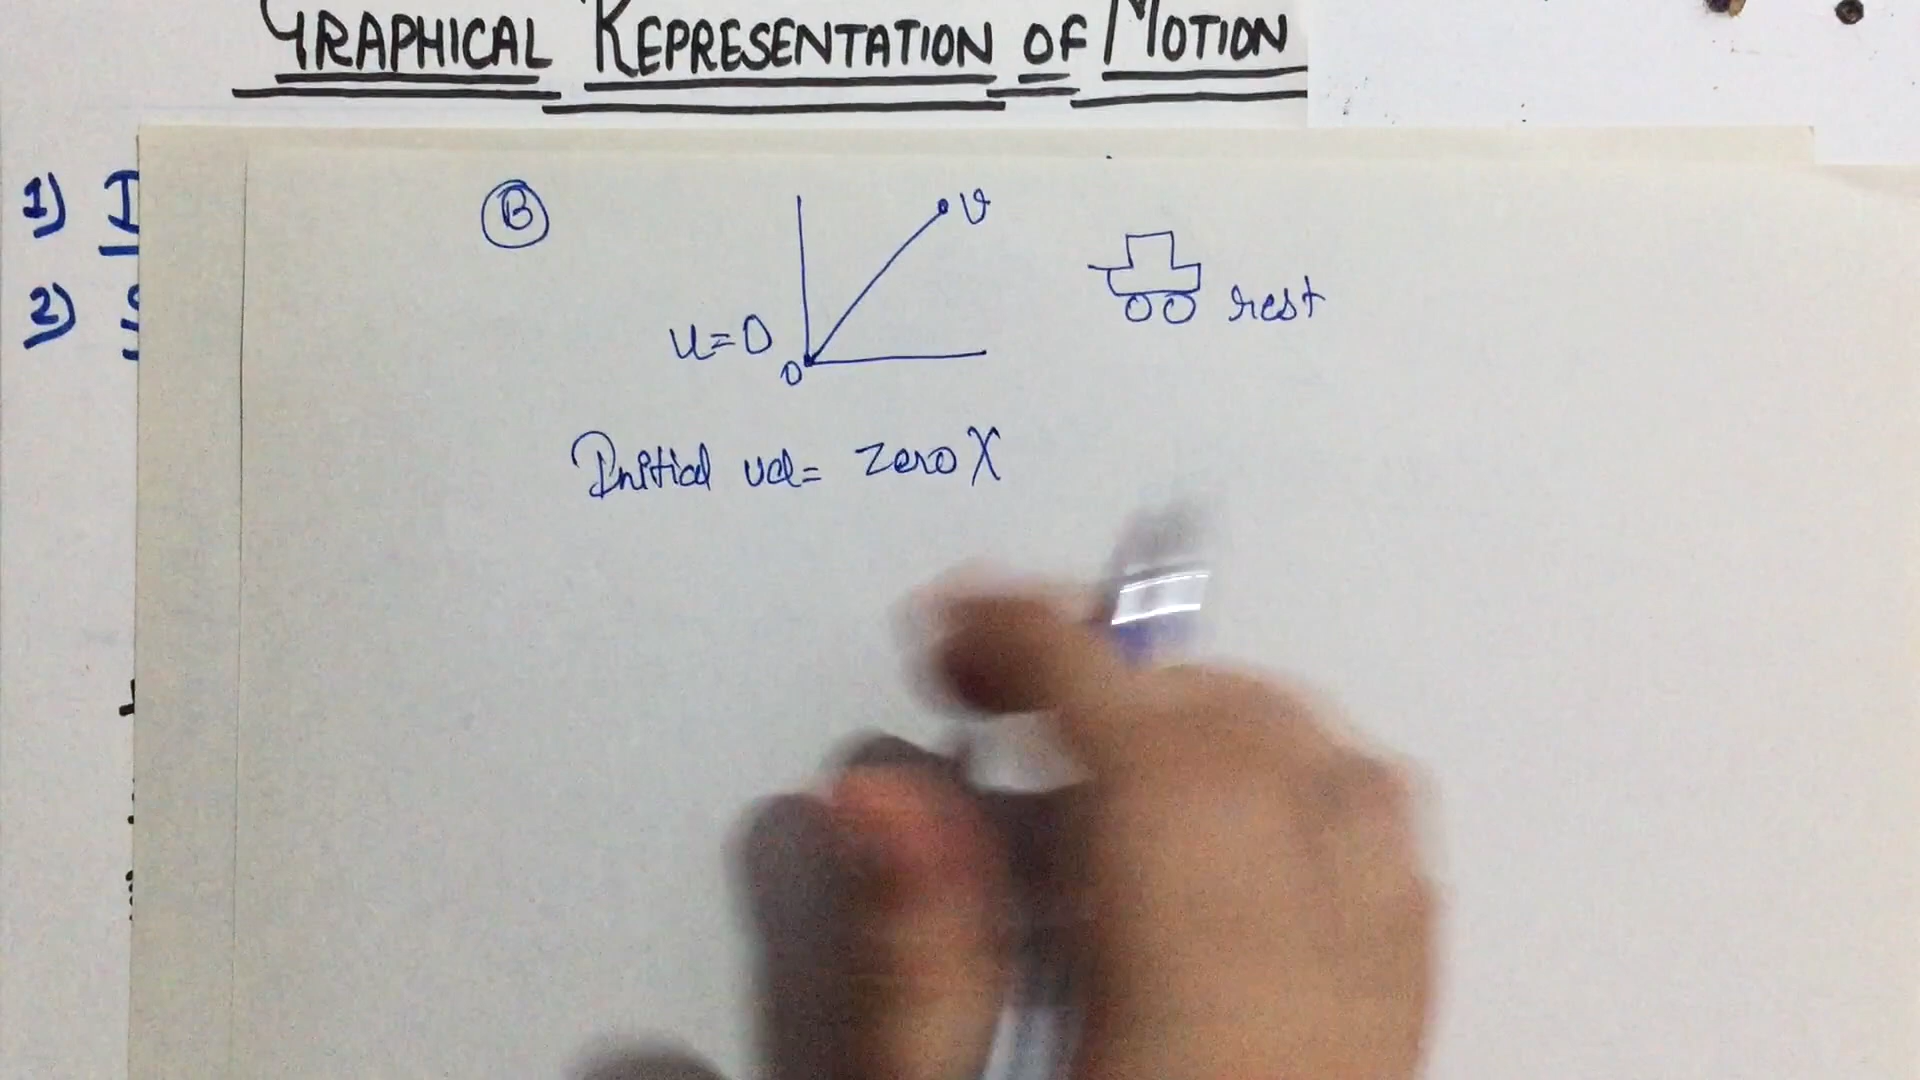 GRAPHICAL REPRESENTATION OF MOTION
1) I
2)
B
v
u=0
0
rest
Initial vel= zero X